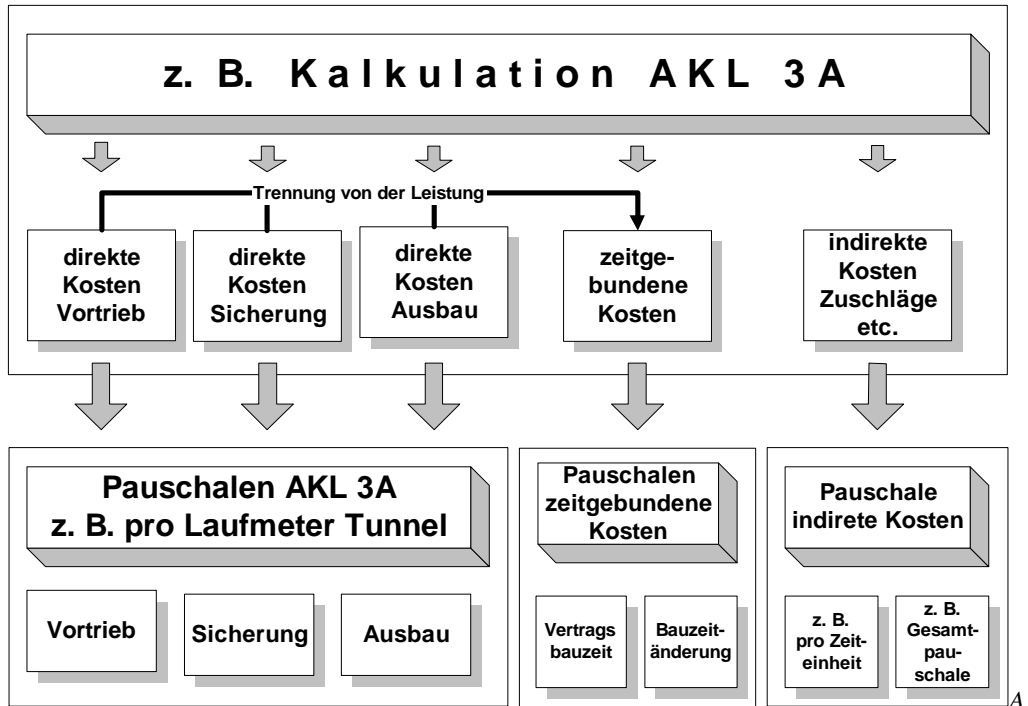 z. B. Kalkulation AKL 3A
Trennung von der Leistung
direkte
Kosten
Vortrieb
direkte
Kosten
Sicherung
direkte
Kosten
Ausbau
zeitge-
bundene
Kosten
indirekte
Kosten
Zuschläge
etc.
Pauschalen AKL 3A
z. B. pro Laufmeter Tunnel
Vortrieb
Sicherung
Ausbau
Pauschalen
zeitgebundene
Kosten
Vertrags
bauzeit
Bauzeit-
änderung
Pauschale
indirete Kosten
z. B.
pro Zeit-
einheit
z. B.
Gesamt-
pau-
schale
A